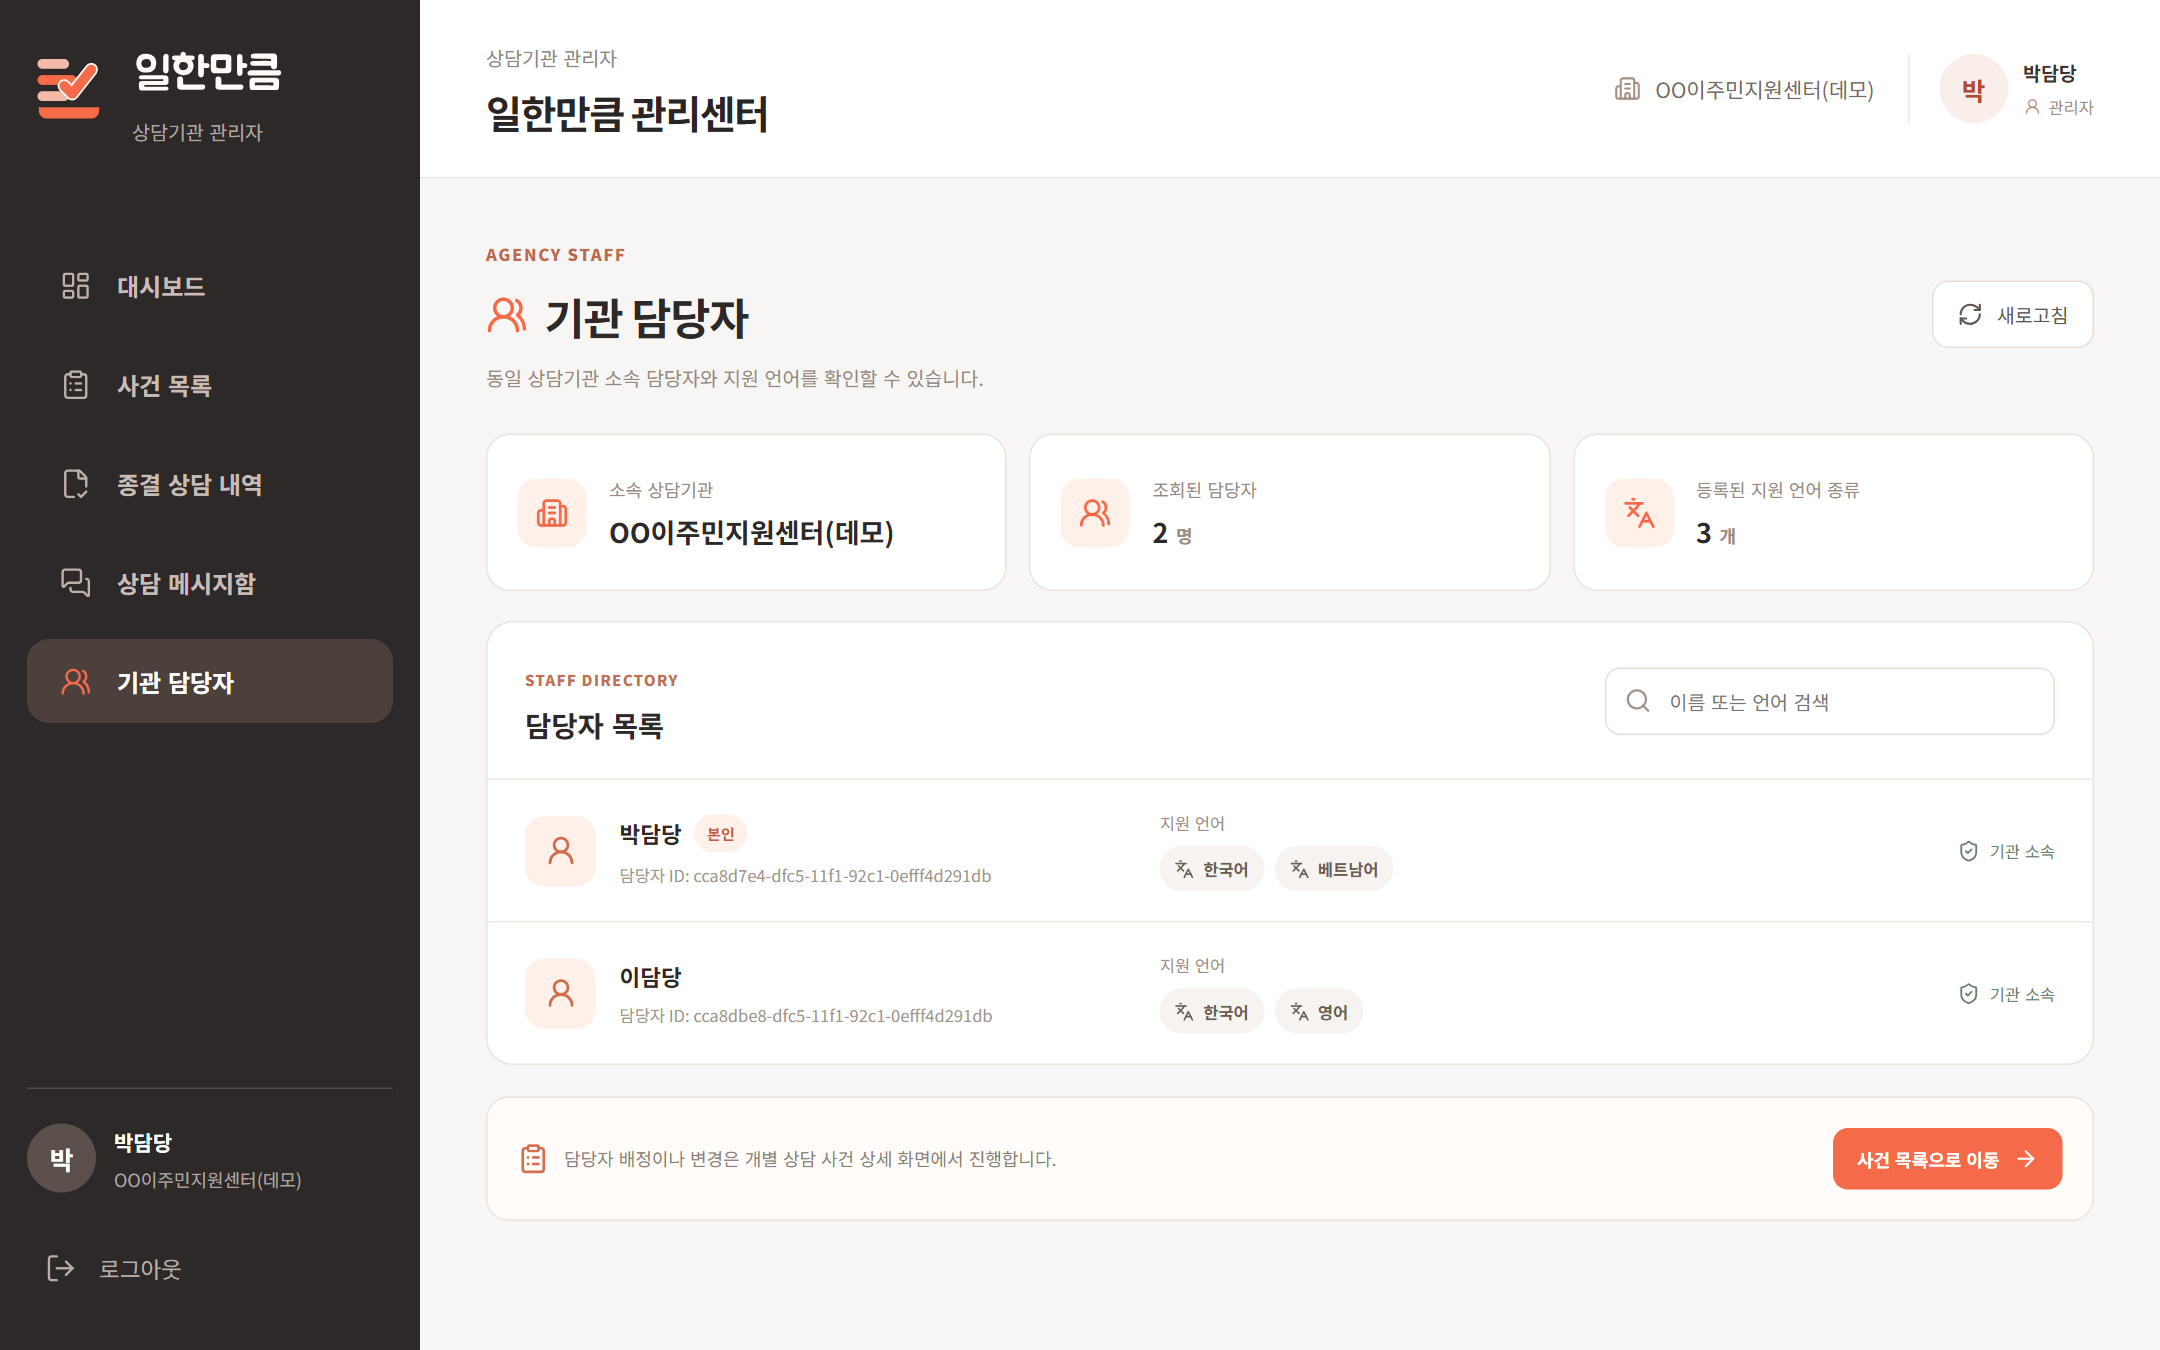 일한만큼
상담기관 관리자
대시보드
사건 목록
종결 상담 내역
상담 메시지함
기관 담당자
박
박담당
OO이주민지원센터(데모)
로그아웃
상담기관 관리자
일한만큼 관리센터
OO이주민지원센터(데모)
박
박담당
관리자
AGENCY STAFF
기관 담당자
동일 상담기관 소속 담당자와 지원 언어를 확인할 수 있습니다.
새로고침
소속 상담기관
OO이주민지원센터(데모)
조회된 담당자
2 명
등록된 지원 언어 종류
3 개
STAFF DIRECTORY
담당자 목록
이름 또는 언어 검색
박담당 본인
담당자 ID: cca8d7e4-dfc5-11f1-92c1-0efff4d291db
지원 언어
한국어 베트남어
기관 소속
이담당
담당자 ID: cca8dbe8-dfc5-11f1-92c1-0efff4d291db
지원 언어
한국어 영어
기관 소속
담당자 배정이나 변경은 개별 상담 사건 상세 화면에서 진행합니다.
사건 목록으로 이동